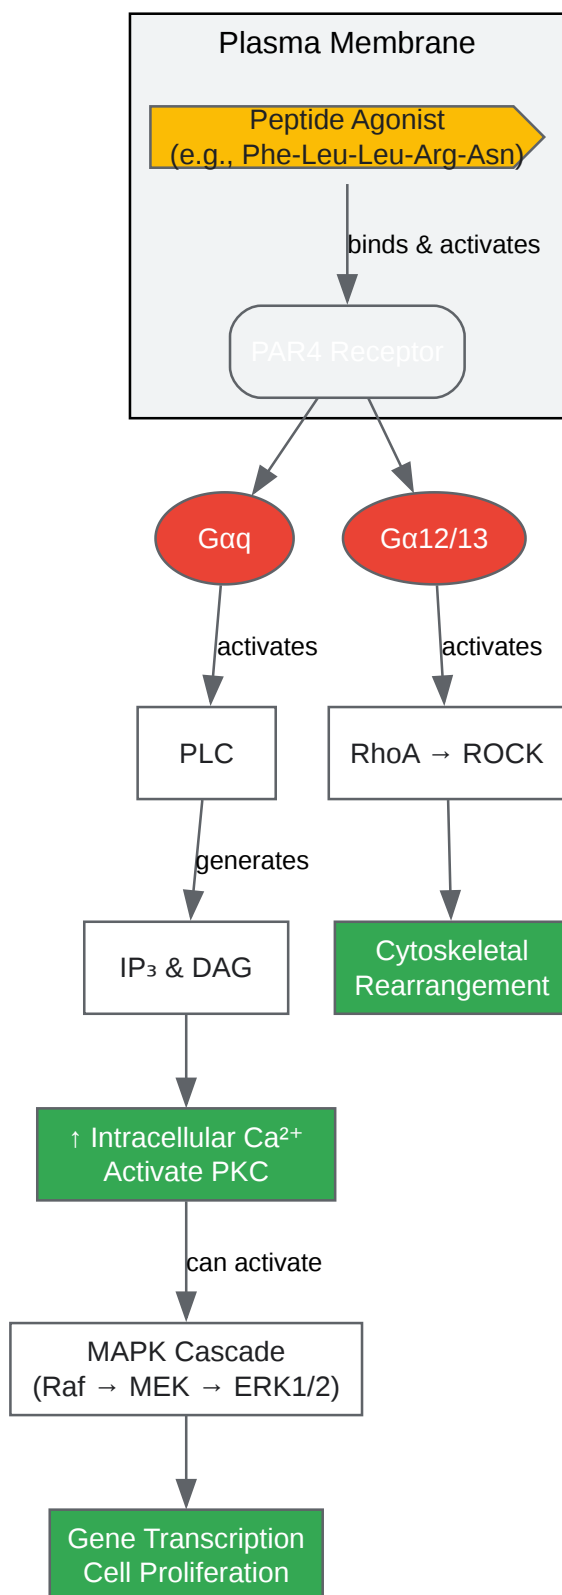 Plasma Membrane
Peptide Agonist
(e.g., Phe-Leu-Leu-Arg-Asn)
binds & activates
PAR4 Receptor
Gαq
Gα12/13
activates
activates
PLC
RhoA → ROCK
generates
IP₃ & DAG
Cytoskeletal
Rearrangement
↑ Intracellular Ca²⁺
Activate PKC
can activate
MAPK Cascade
(Raf → MEK → ERK1/2)
Gene Transcription
Cell Proliferation